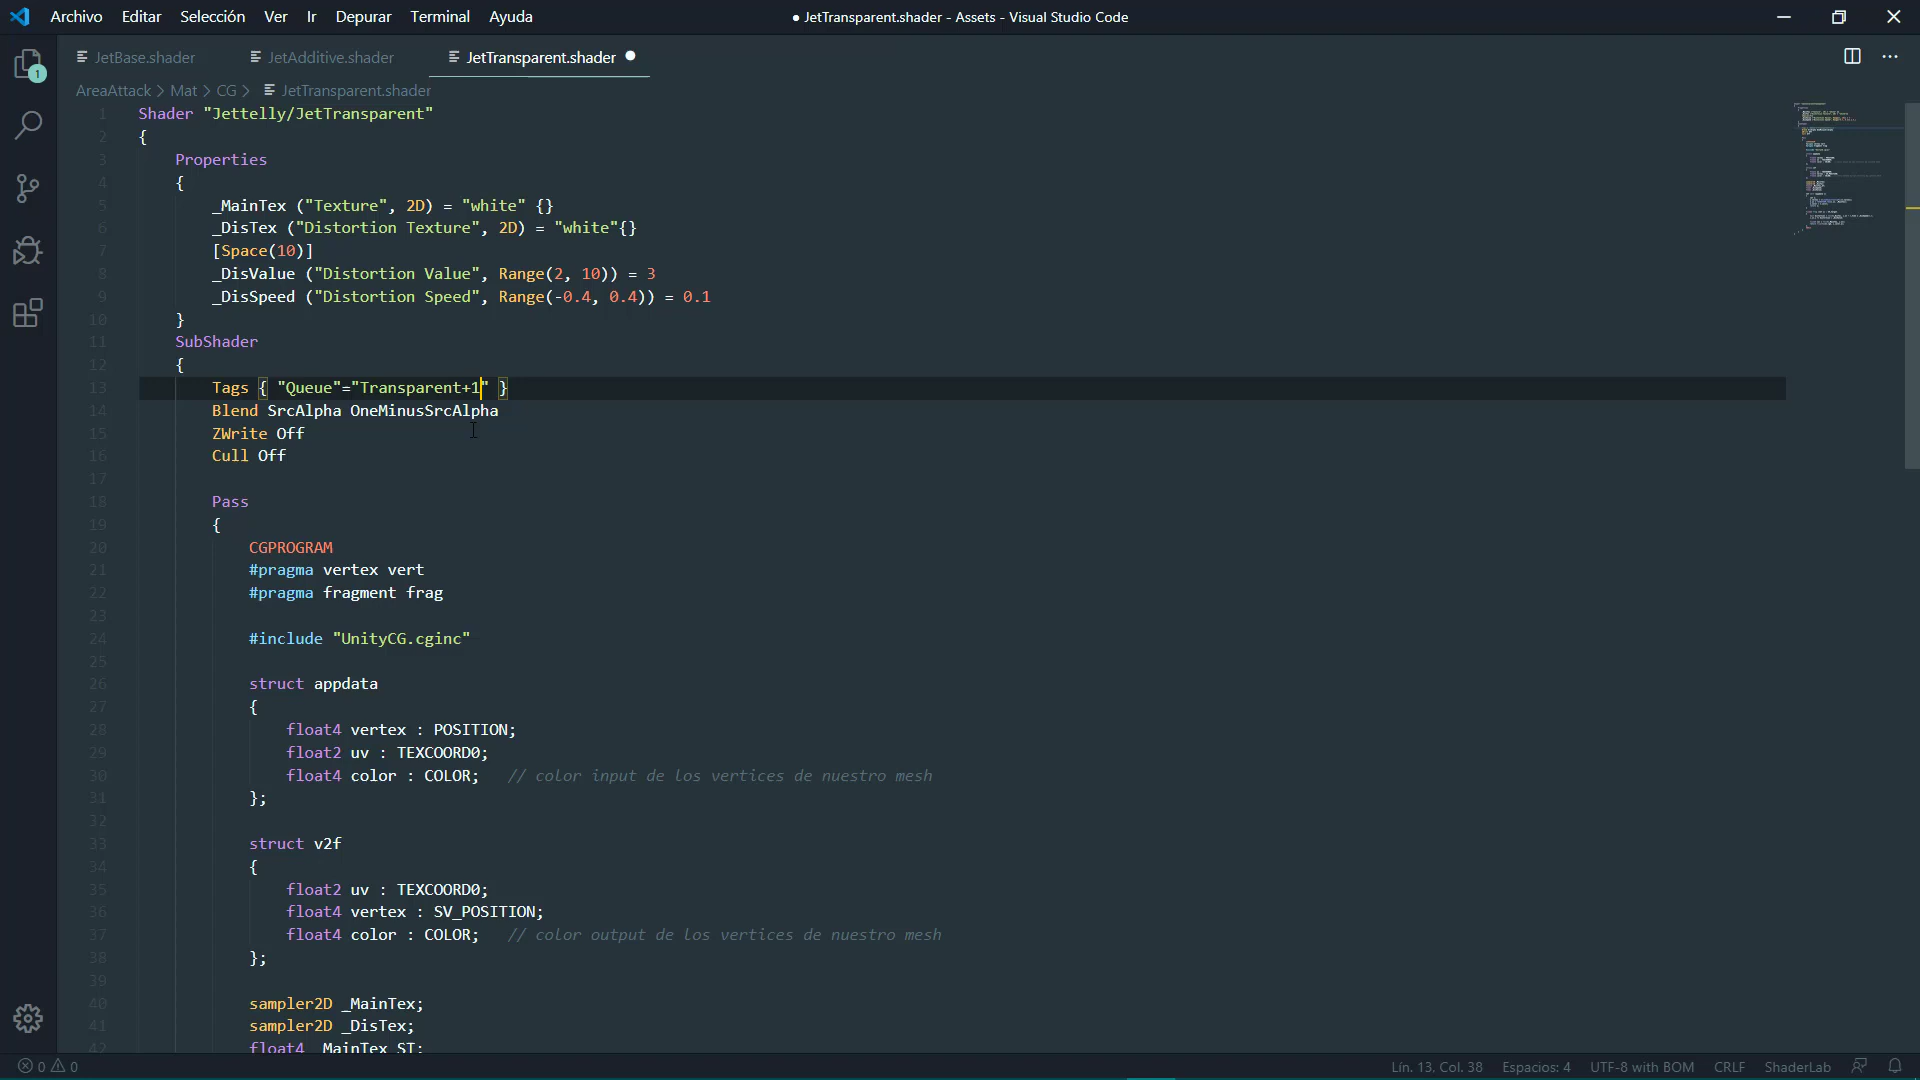 Archivo Editar Selección Ver Ir Depurar Terminal Ayuda
● JetTransparent.shader - Assets - Visual Studio Code
JetBase.shader JetAdditive.shader JetTransparent.shader
AreaAttack > Mat > CG > JetTransparent.shader
1 Shader "Jettelly/JetTransparent"
2 {
3 Properties
4 {
5 _MainTex ("Texture", 2D) = "white" {}
6 _DisTex ("Distortion Texture", 2D) = "white"{}
7 [Space(10)]
8 _DisValue ("Distortion Value", Range(2, 10)) = 3
9 _DisSpeed ("Distortion Speed", Range(-0.4, 0.4)) = 0.1
10 }
11 SubShader
12 {
13 Tags { "Queue"="Transparent+1" }
14 Blend SrcAlpha OneMinusSrcAlpha
15 ZWrite Off
16 Cull Off
17
18 Pass
19 {
20 CGPROGRAM
21 #pragma vertex vert
22 #pragma fragment frag
23
24 #include "UnityCG.cginc"
25
26 struct appdata
27 {
28 float4 vertex : POSITION;
29 float2 uv : TEXCOORD0;
30 float4 color : COLOR; // color input de los vertices de nuestro mesh
31 };
32
33 struct v2f
34 {
35 float2 uv : TEXCOORD0;
36 float4 vertex : SV_POSITION;
37 float4 color : COLOR; // color output de los vertices de nuestro mesh
38 };
39
40 sampler2D _MainTex;
41 sampler2D _DisTex;
42 float4 _MainTex_ST;
1
0 0
Lín. 13, Col. 38 Espacios: 4 UTF-8 with BOM CRLF ShaderLab